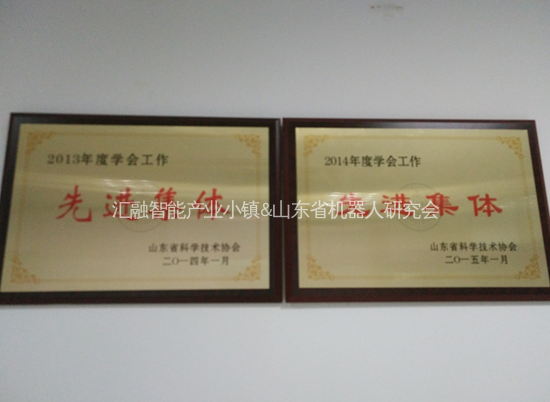 2013年度学会工作
先进集体
山东省科学技术协会
二〇一四年一月
2014年度学会工作
先进集体
山东省科学技术协会
二〇一五年一月
汇融智能产业小镇&山东省机器人研究会